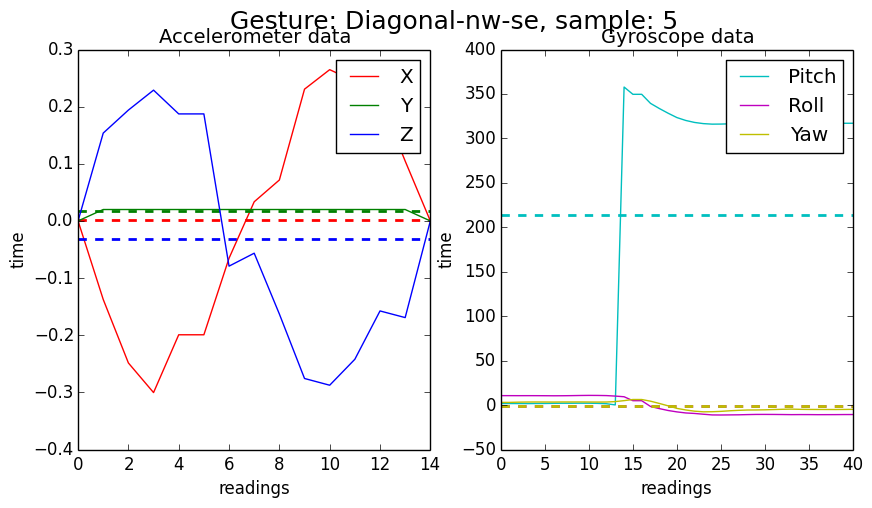 Gesture: Diagonal-nw-se, sample: 5
Accelerometer data
0.3
0.2
0.1
0.0
−0.1
−0.2
−0.3
−0.4
time
0 2 4 6 8 10 12 14
readings
X
Y
Z
Gyroscope data
400
350
300
250
200
150
100
50
0
−50
time
0 5 10 15 20 25 30 35 40
readings
Pitch
Roll
Yaw